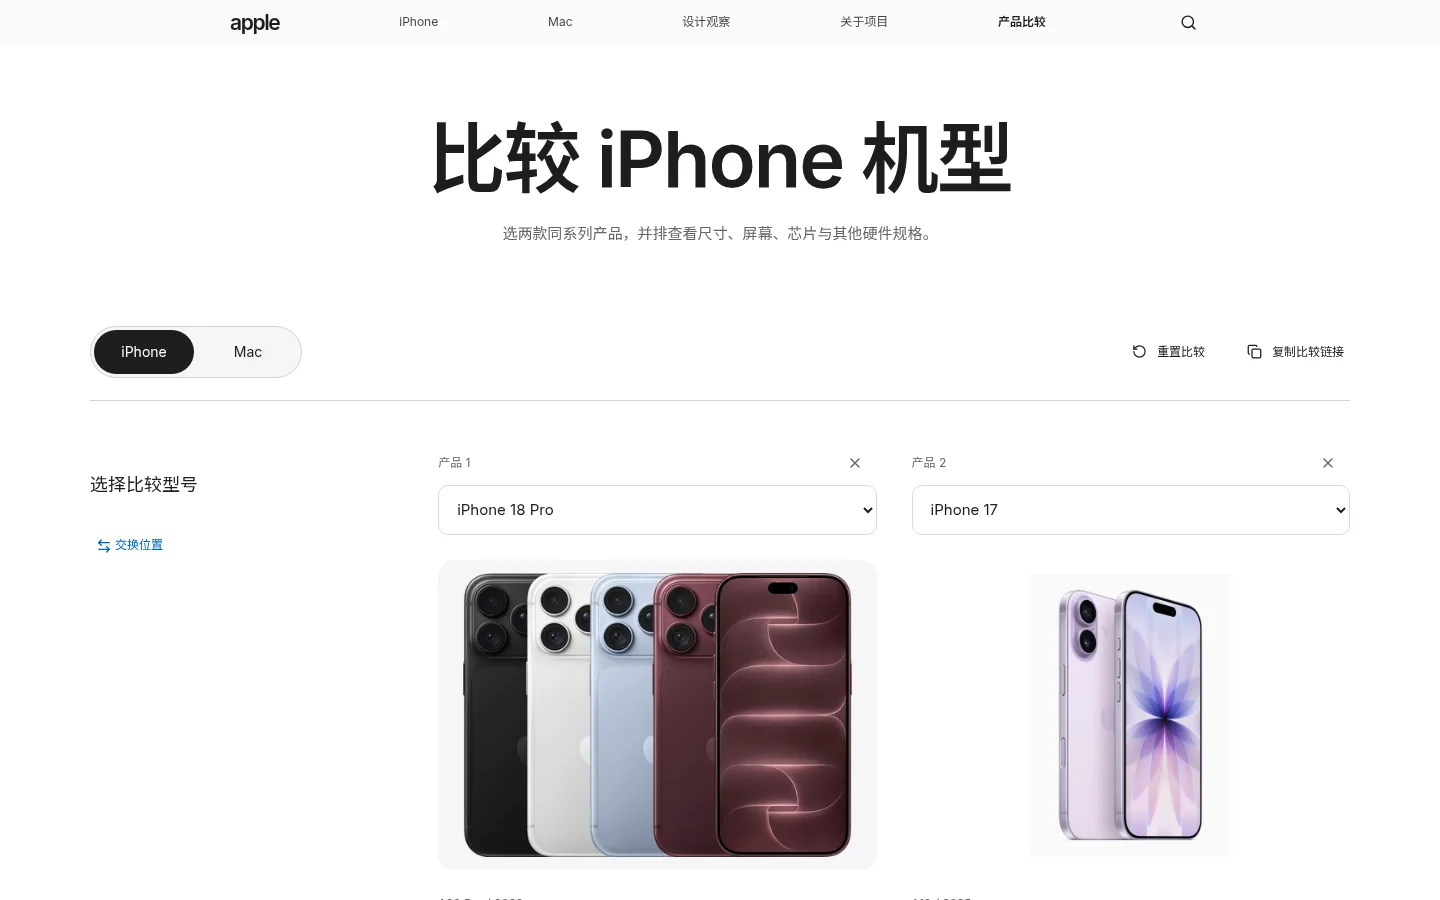 apple
iPhone
Mac
设计观察
关于项目
产品比较
比较 iPhone 机型
选两款同系列产品，并排查看尺寸、屏幕、芯片与其他硬件规格。
iPhone
Mac
重置比较
复制比较链接
选择比较型号
交换位置
产品 1
iPhone 18 Pro
产品 2
iPhone 17